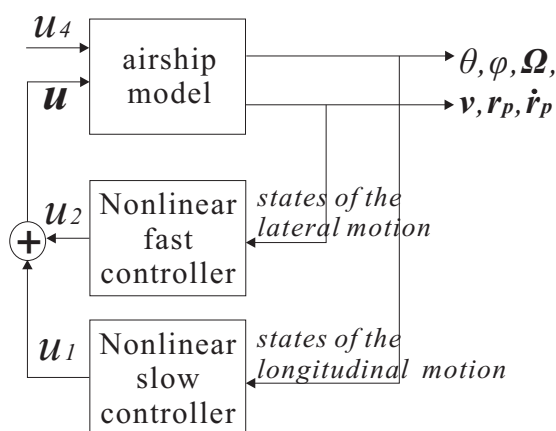 u4
airship
model
θ, φ, Ω,
v, rₚ, ṙₚ
u
u2
Nonlinear
fast
controller
states of the
lateral motion
+
u1
Nonlinear
slow
controller
states of the
longitudinal motion